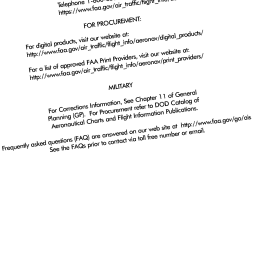 Telephone 1-800-
https://www.faa.gov/air_traffic/flight_info/
FOR PROCUREMENT:
For digital products, visit our website at:
http://www.faa.gov/air_traffic/flight_info/aeronav/digital_products/
For a list of approved FAA Print Providers, visit our website at:
http://www.faa.gov/air_traffic/flight_info/aeronav/print_providers/
MILITARY
For Corrections Information, See Chapter 11 of General
Planning (GP). For Procurement refer to DOD Catalog of
Aeronautical Charts and Flight Information Publications.
Frequently asked questions (FAQ) are answered on our web site at http://www.faa.gov/go/ais
See the FAQs prior to contact via toll free number or email.